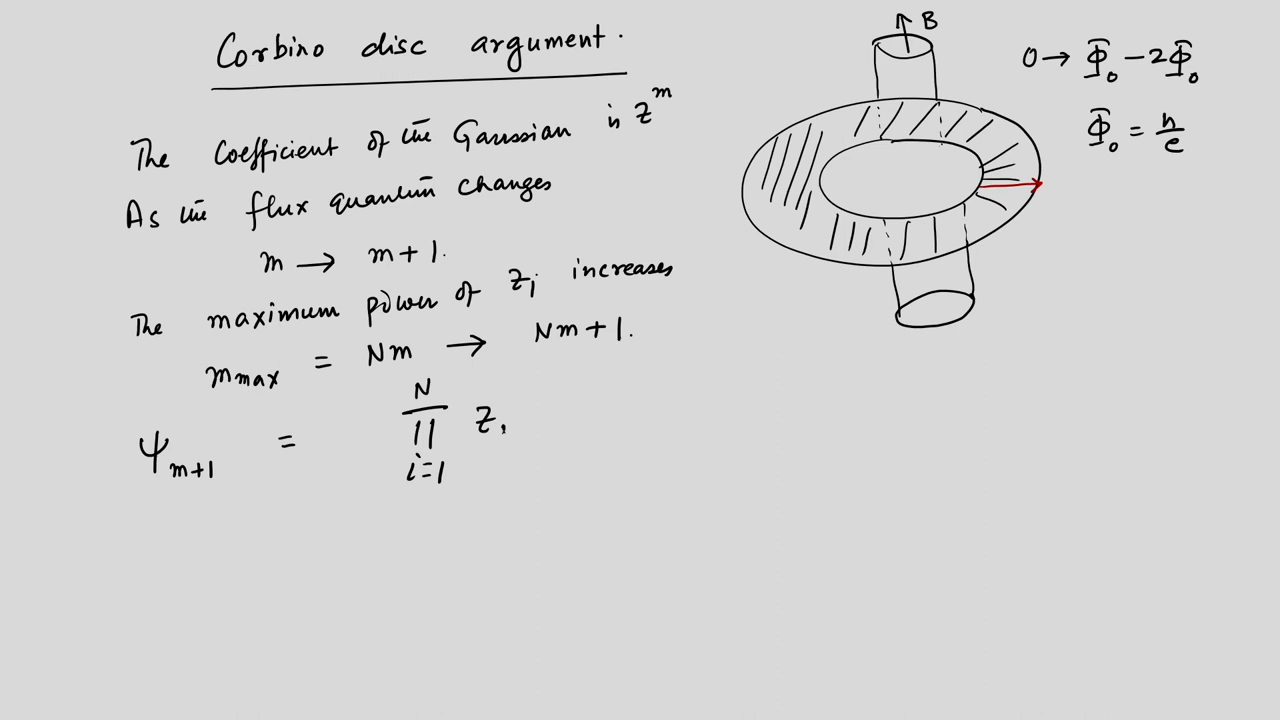 Corbino disc argument.
The coefficient of the Gaussian is z^m
As the flux quantum changes
m → m+1.
The maximum power of z_i increases
m_max = Nm → Nm+1.
ψ_{m+1} = ∏_{i=1}^{N} z_i
B
0 → Φ_0 - 2Φ_0
Φ_0 = h/e